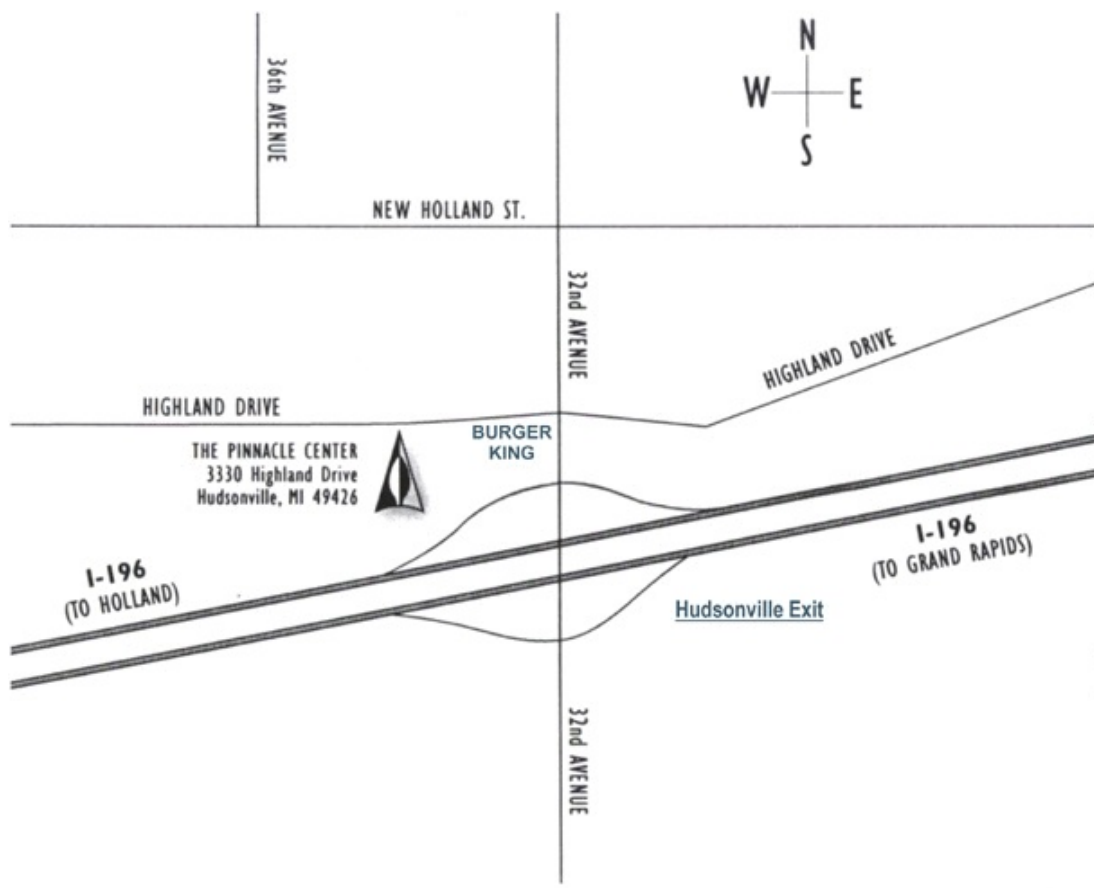 N
W E
S
36th AVENUE
NEW HOLLAND ST.
32nd AVENUE
HIGHLAND DRIVE
HIGHLAND DRIVE
BURGER
KING
THE PINNACLE CENTER
3330 Highland Drive
Hudsonville, MI 49426
I-196
(TO GRAND RAPIDS)
I-196
(TO HOLLAND)
Hudsonville Exit
32nd AVENUE